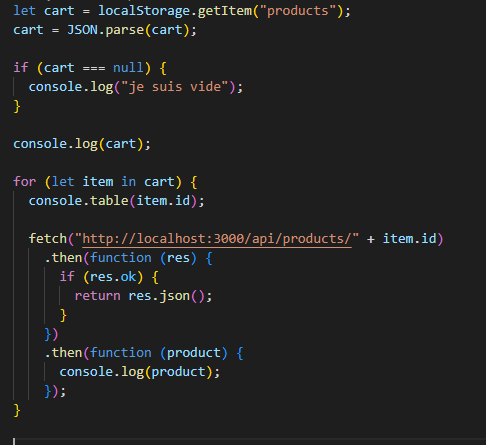 let cart = localStorage.getItem("products");
cart = JSON.parse(cart);
if (cart === null) {
console.log("je suis vide");
}
console.log(cart);
for (let item in cart) {
console.table(item.id);
fetch("http://localhost:3000/api/products/" + item.id)
.then(function (res) {
if (res.ok) {
return res.json();
}
})
.then(function (product) {
console.log(product);
});
}